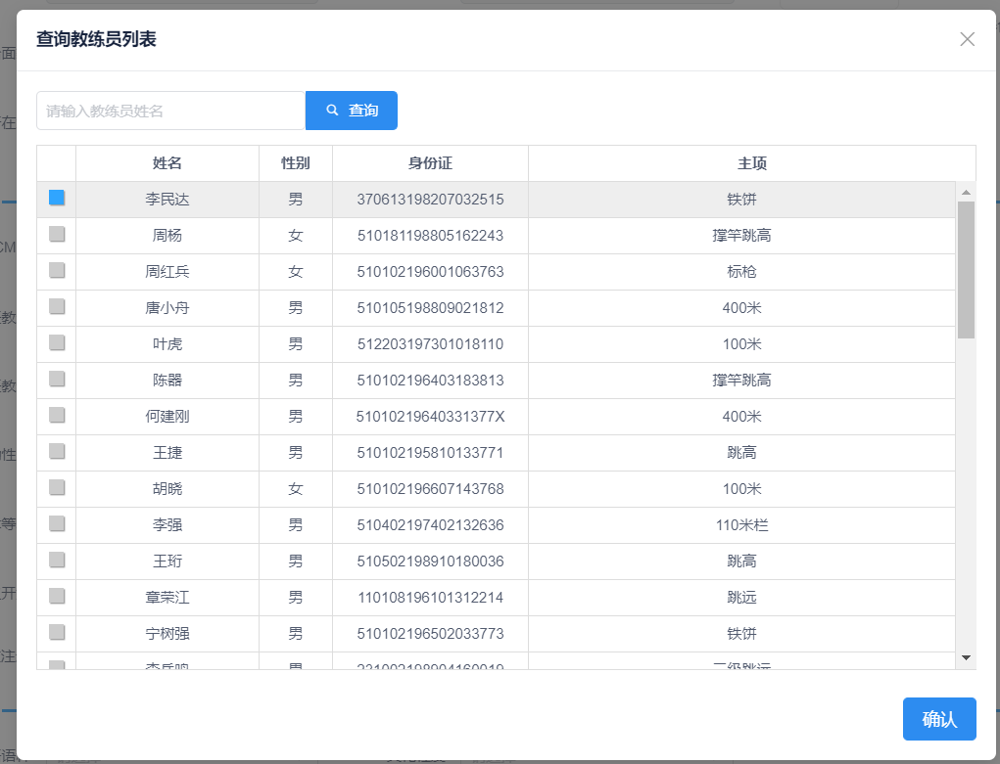 查询教练员列表
请输入教练员姓名 查询
姓名 性别 身份证 主项
李民达 男 370613198207032515 铁饼
周杨 女 510181198805162243 撑竿跳高
周红兵 女 510102196001063763 标枪
唐小舟 男 510105198809021812 400米
叶虎 男 512203197301018110 100米
陈器 男 510102196403183813 撑竿跳高
何建刚 男 51010219640331377X 400米
王捷 男 510102195810133771 跳高
胡晓 女 510102196607143768 100米
李强 男 510402197402132636 110米栏
王珩 男 510502198910180036 跳高
章荣江 男 110108196101312214 跳远
宁树强 男 510102196502033773 铁饼
确认